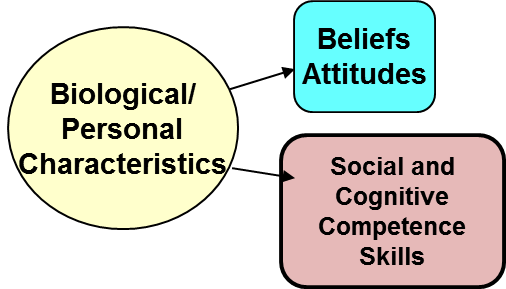 Biological/
Personal
Characteristics
Beliefs
Attitudes
Social and
Cognitive
Competence
Skills